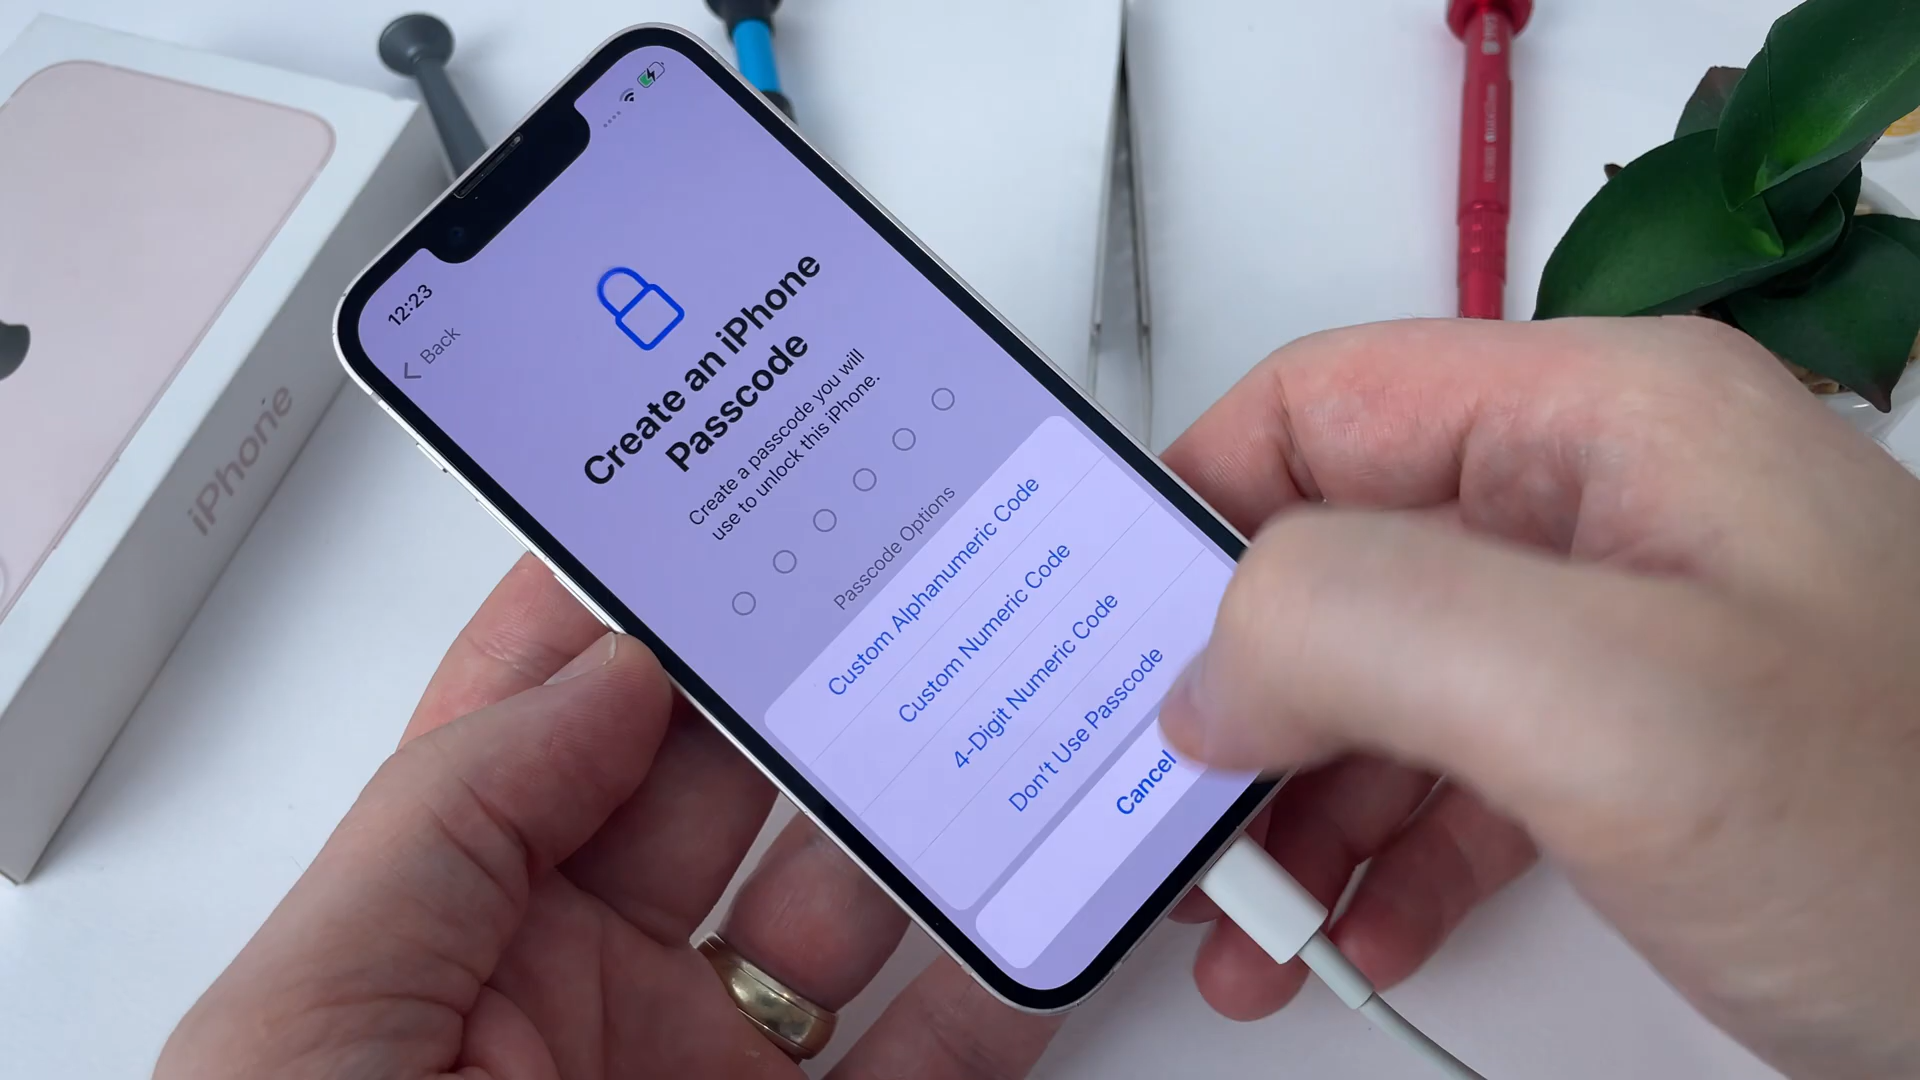 12:23
Back
Create an iPhone
Passcode
Create a passcode you will
use to unlock this iPhone.
Passcode Options
Custom Alphanumeric Code
Custom Numeric Code
4-Digit Numeric Code
Don't Use Passcode
Cancel
iPhone